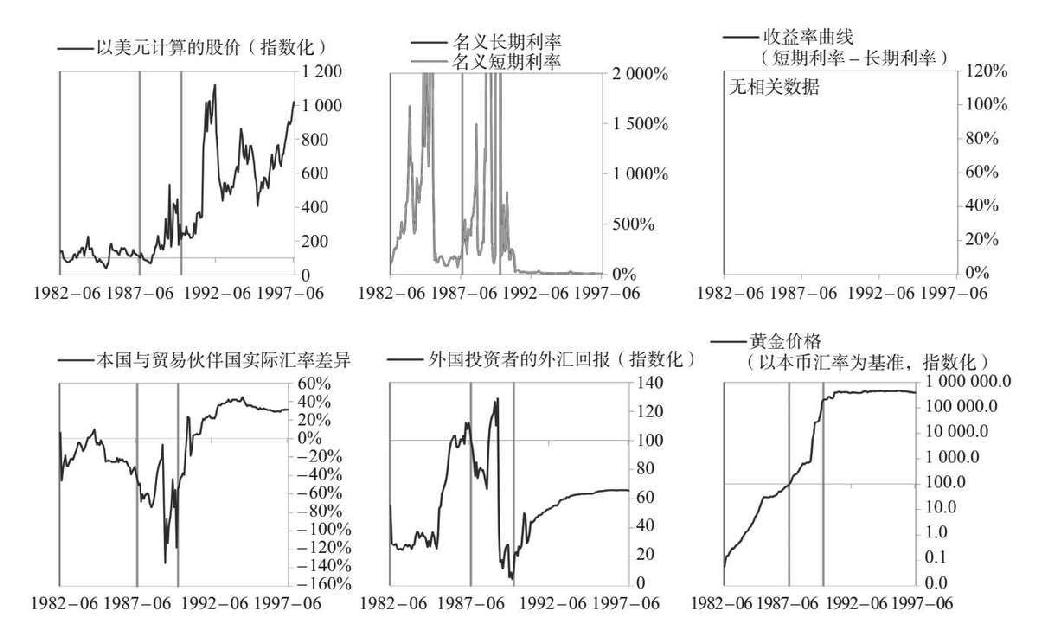 以美元计算的股价（指数化）
1 200
1 000
800
600
400
200
0
1982-06 1987-06 1992-06 1997-06
名义长期利率
名义短期利率
2 000%
1 500%
1 000%
500%
0%
1982-06 1987-06 1992-06 1997-06
收益率曲线
（短期利率-长期利率）
无相关数据
120%
100%
80%
60%
40%
20%
0%
1982-06 1987-06 1992-06 1997-06
本国与贸易伙伴国实际汇率差异
60%
40%
20%
0%
-20%
-40%
-60%
-80%
-100%
-120%
-140%
-160%
1982-06 1987-06 1992-06 1997-06
外国投资者的外汇回报（指数化）
140
120
100
80
60
40
20
0
1982-06 1987-06 1992-06 1997-06
黄金价格
（以本币汇率为基准，指数化）
1 000 000.0
100 000.0
10 000.0
1 000.0
100.0
10.0
1.0
0.1
0.0
1982-06 1987-06 1992-06 1997-06